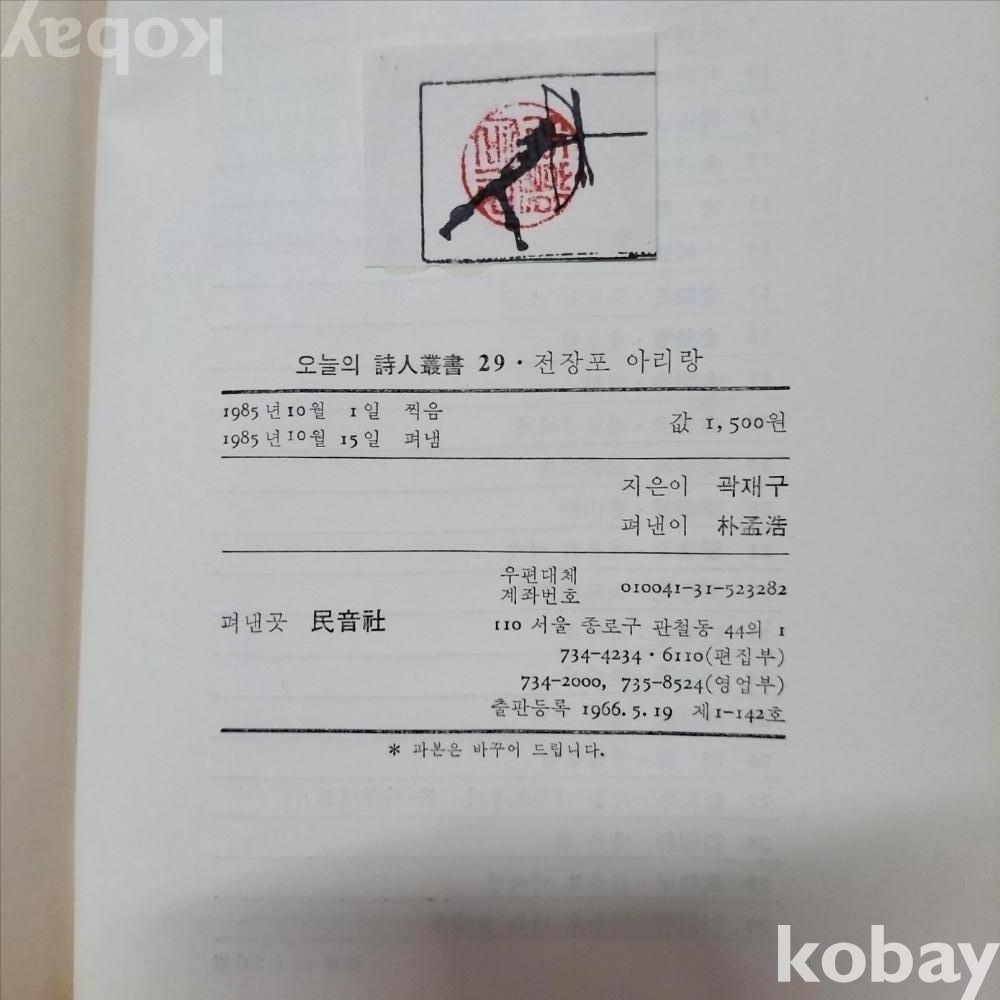 kobay
오늘의 詩人叢書 29 · 전장포 아리랑
1985년10월 1일 찍음
1985년10월 15일 펴냄
값 1,500원
지은이 곽재구
펴낸이 朴孟浩
우편대체
계좌번호 010041-31-523282
펴낸곳 民音社
110 서울 종로구 관철동 44의 1
734-4234 · 6110(편집부)
734-2000, 735-8524(영업부)
출판등록 1966. 5. 19 제1-142호
* 파본은 바꾸어 드립니다.
kobay